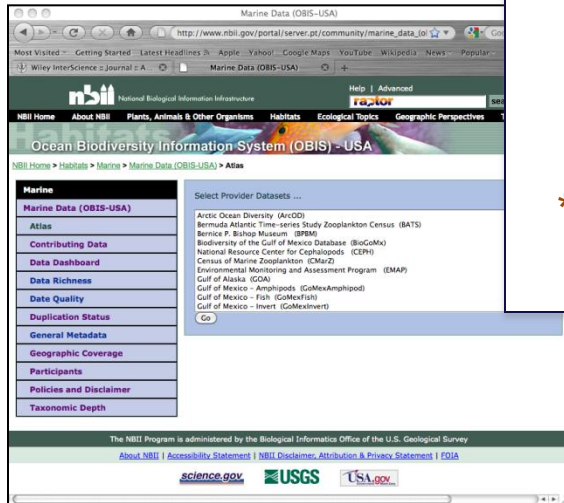 Marine Data (OBIS-USA)
http://www.nbii.gov/portal/server.pt/community/marine_data_(ol
Most Visited Getting Started Latest Headlines Apple Yahoo! Google Maps YouTube Wikipedia News Popular
Wiley InterScience :: Journal :: A Marine Data (OBIS-USA) +
nbii National Biological Information Infrastructure
Help | Advanced
raptor
NBII Home About NBII Plants, Animals & Other Organisms Habitats Ecological Topics Geographic Perspectives
Habitats
Ocean Biodiversity Information System (OBIS) - USA
NBII Home > Habitats > Marine > Marine Data (OBIS-USA) > Atlas
Marine
Marine Data (OBIS-USA)
Atlas
Contributing Data
Data Dashboard
Data Richness
Date Quality
Duplication Status
General Metadata
Geographic Coverage
Participants
Policies and Disclaimer
Taxonomic Depth
Select Provider Datasets ...
Arctic Ocean Diversity (ArcOD)
Bermuda Atlantic Time-series Study Zooplankton Census (BATS)
Bernice P. Bishop Museum (BPBM)
Biodiversity of the Gulf of Mexico Database (BioGoMx)
National Resource Center for Cephalopods (CEPH)
Census of Marine Zooplankton (CMarZ)
Environmental Monitoring and Assessment Program (EMAP)
Gulf of Alaska (GOA)
Gulf of Mexico - Amphipods (GoMexAmphipod)
Gulf of Mexico - Fish (GoMexFish)
Gulf of Mexico - Invert (GoMexInvert)
Go
*
The NBII Program is administered by the Biological Informatics Office of the U.S. Geological Survey
About NBII | Accessibility Statement | NBII Disclaimer, Attribution & Privacy Statement | FOIA
science.gov USGS USA.gov